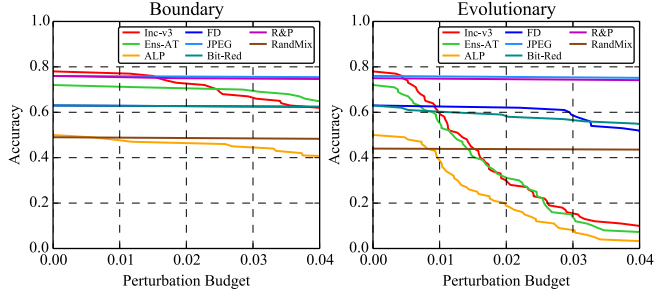 Boundary
Inc-v3 FD R&P
Ens-AT JPEG RandMix
ALP Bit-Red
1.0
0.8
0.6
0.4
0.2
0.0
Accuracy
0.00 0.01 0.02 0.03 0.04
Perturbation Budget
Evolutionary
Inc-v3 FD R&P
Ens-AT JPEG RandMix
ALP Bit-Red
1.0
0.8
0.6
0.4
0.2
0.0
Accuracy
0.00 0.01 0.02 0.03 0.04
Perturbation Budget